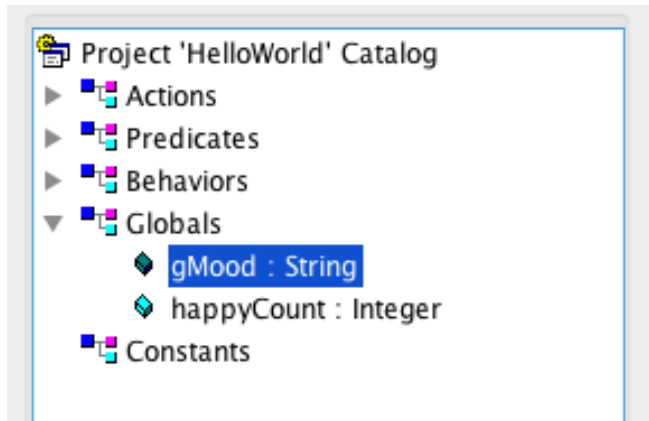 Project 'HelloWorld' Catalog
Actions
Predicates
Behaviors
Globals
gMood : String
happyCount : Integer
Constants